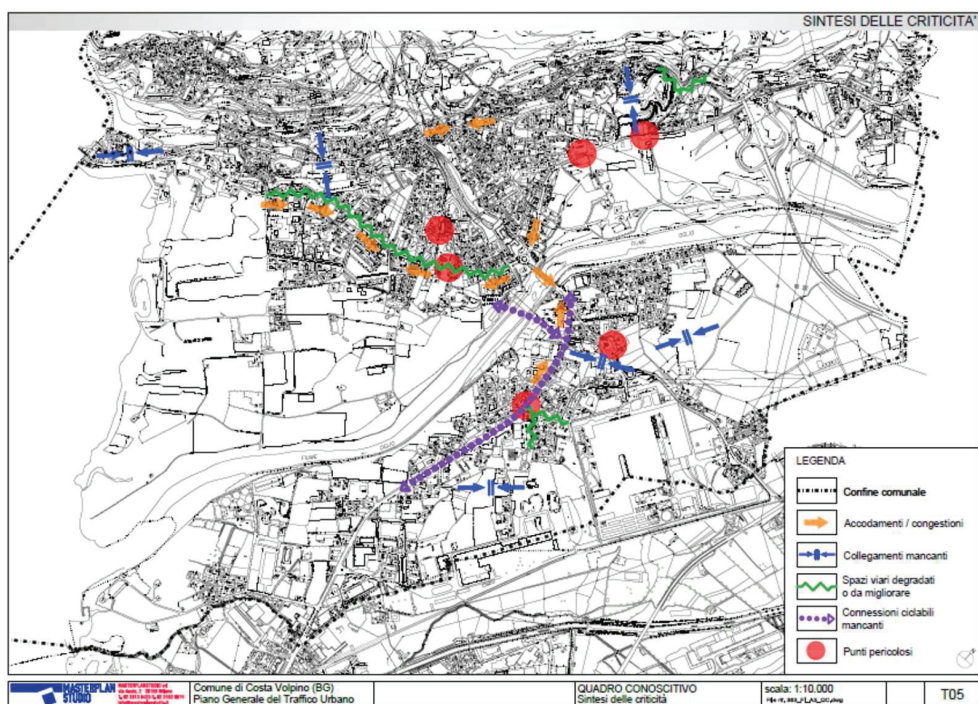 SINTESI DELLE CRITICITA'
FIUME
OGLIO
FIUME
OGLIO
LEGENDA
Confine comunale
Accodamenti / congestioni
Collegamenti mancanti
Spazi viari degradati
o da migliorare
Connessioni ciclabili
mancanti
Punti pericolosi
MASTERPLAN
STUDIO
Comune di Costa Volpino (BG)
Piano Generale del Traffico Urbano
QUADRO CONOSCITIVO
Sintesi delle criticità
scala: 1:10.000
T05